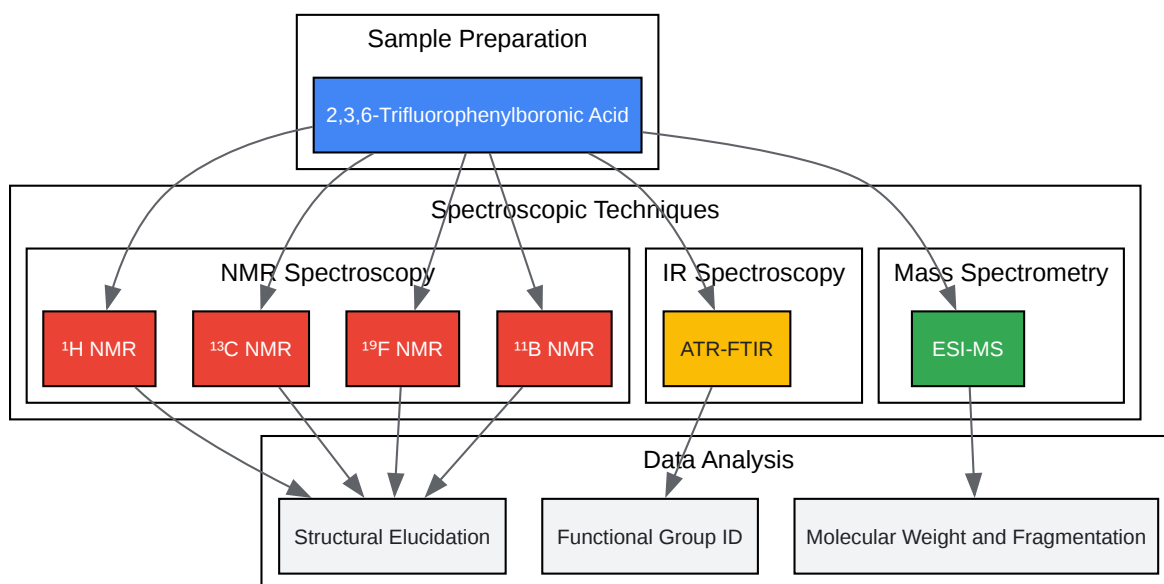 Sample Preparation
2,3,6-Trifluorophenylboronic Acid
Spectroscopic Techniques
NMR Spectroscopy
IR Spectroscopy
Mass Spectrometry
¹H NMR
¹³C NMR
¹⁹F NMR
¹¹B NMR
ATR-FTIR
ESI-MS
Data Analysis
Structural Elucidation
Functional Group ID
Molecular Weight and Fragmentation